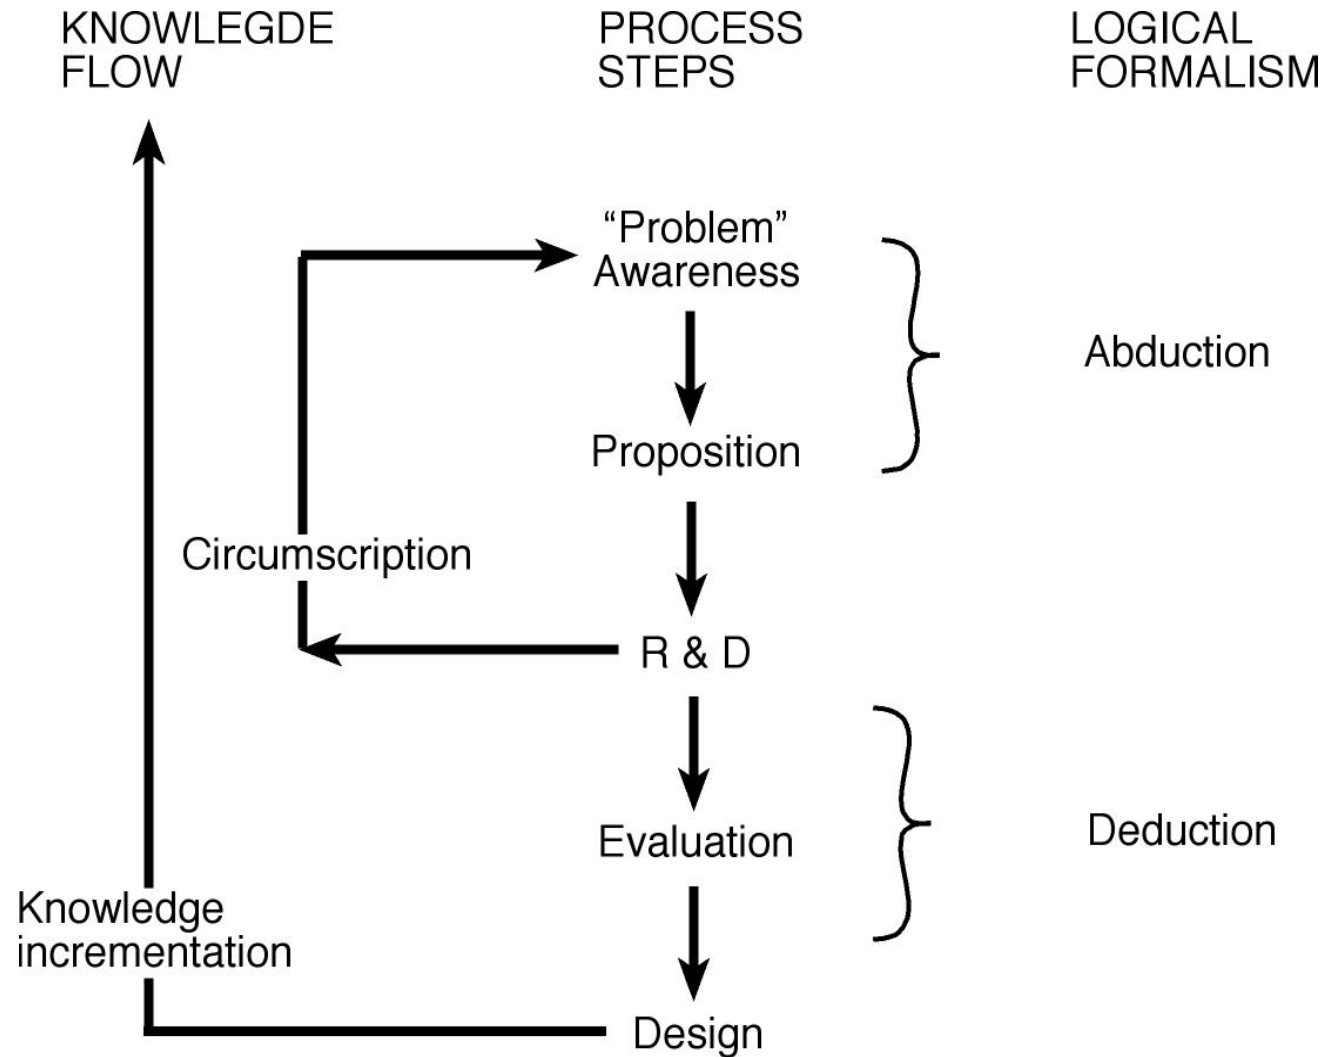 KNOWLEGDE
FLOW
PROCESS
STEPS
LOGICAL
FORMALISM
“Problem”
Awareness
Abduction
Proposition
Circumscription
R & D
Evaluation
Deduction
Knowledge
incrementation
Design